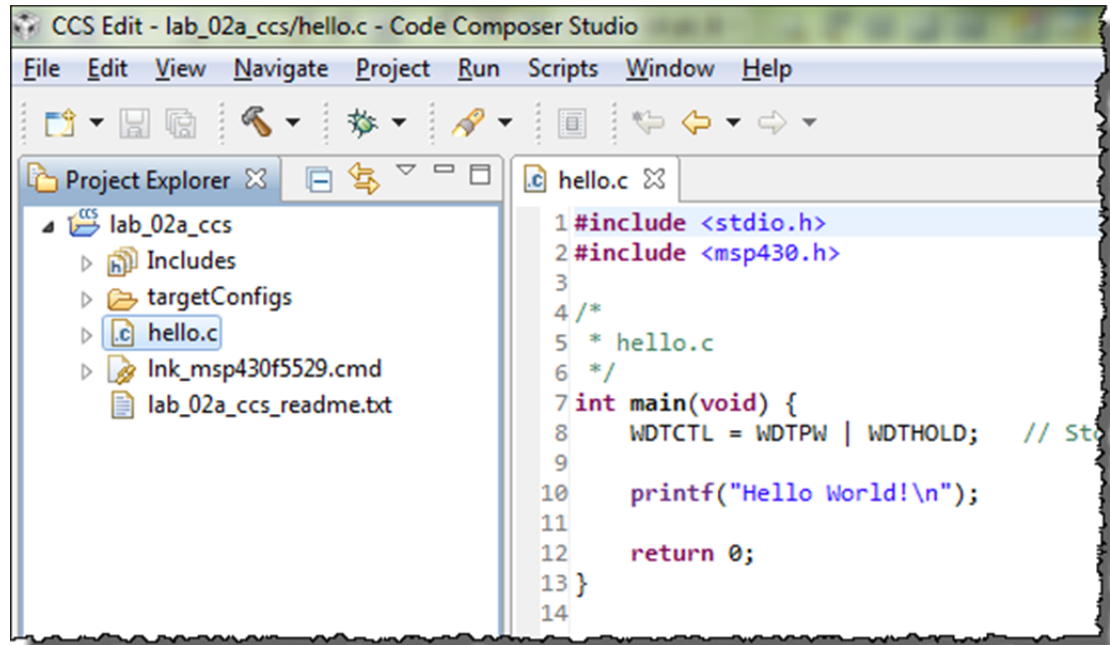 CCS Edit - lab_02a_ccs/hello.c - Code Composer Studio
File Edit View Navigate Project Run Scripts Window Help
Project Explorer
CCS lab_02a_ccs
Includes
targetConfigs
hello.c
lnk_msp430f5529.cmd
lab_02a_ccs_readme.txt
hello.c
1 #include <stdio.h>
2 #include <msp430.h>
3
4 /*
5 * hello.c
6 */
7 int main(void) {
8 WDTCTL = WDTPW | WDTHOLD; // Sto
9
10 printf("Hello World!\n");
11
12 return 0;
13 }
14